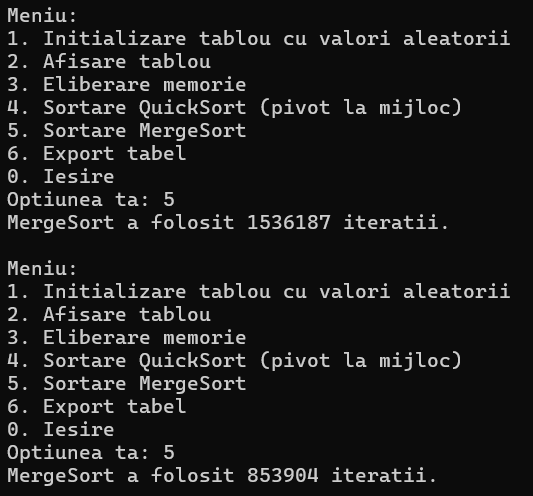 Meniu:
1. Initializare tablou cu valori aleatorii
2. Afisare tablou
3. Eliberare memorie
4. Sortare QuickSort (pivot la mijloc)
5. Sortare MergeSort
6. Export tabel
0. Iesire
Optiunea ta: 5
MergeSort a folosit 1536187 iteratii.

Meniu:
1. Initializare tablou cu valori aleatorii
2. Afisare tablou
3. Eliberare memorie
4. Sortare QuickSort (pivot la mijloc)
5. Sortare MergeSort
6. Export tabel
0. Iesire
Optiunea ta: 5
MergeSort a folosit 853904 iteratii.